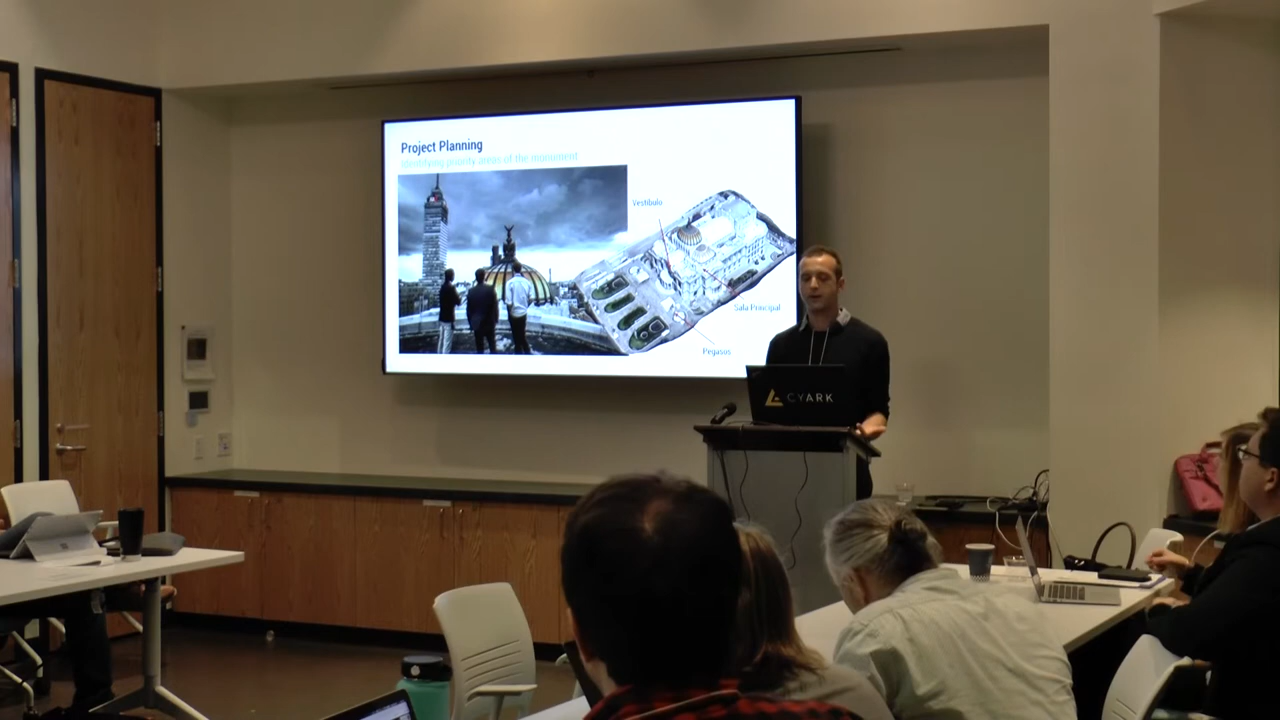 Project Planning
Identifying priority areas of the monument
Vestibulo
Sala Principal
Pegasus
CYARK